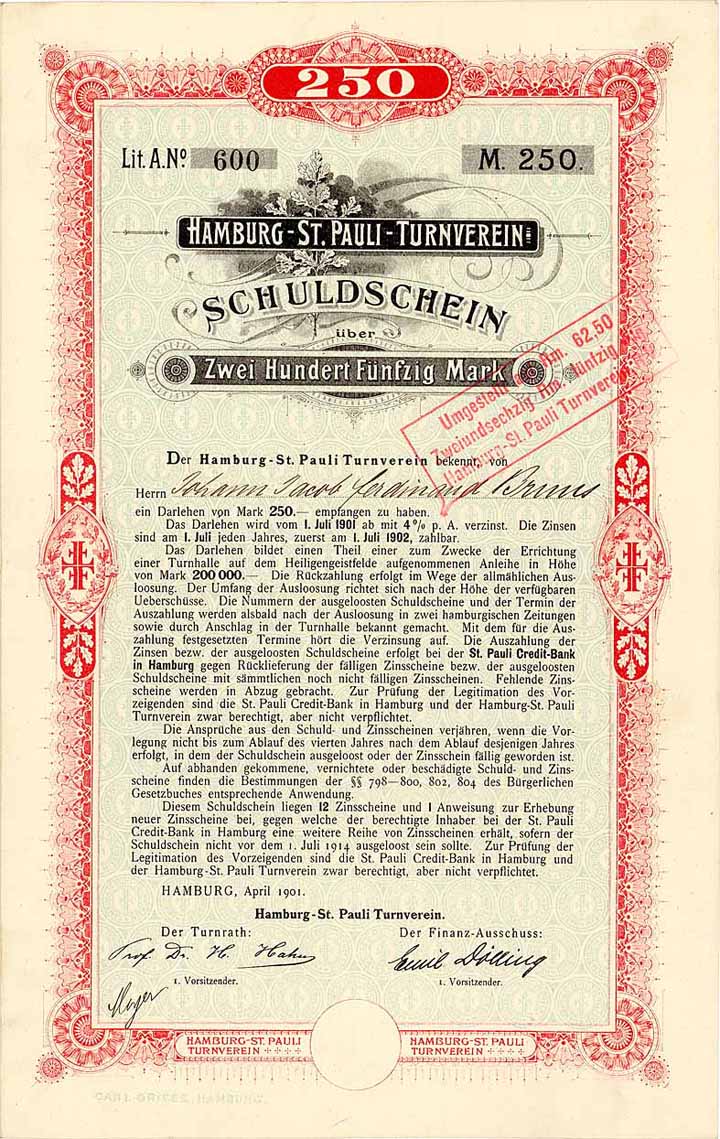 250
Lit. A. No 600 M. 250.
HAMBURG-ST. PAULI-TURNVEREIN
SCHULDSCHEIN
über
Zwei Hundert Fünfzig Mark
Rm. 62.50
Zweiundsechzig Rm. fünfzig
Hamburg-St. Pauli Turnverein
Der Hamburg-St. Pauli Turnverein bekennt, von
Herrn Johann Jacob Ferdinand Bruns
ein Darlehen von Mark 250.— empfangen zu haben.
Das Darlehen wird vom 1. Juli 1901 ab mit 4% p. A. verzinst. Die Zinsen
sind am 1. Juli jeden Jahres, zuerst am 1. Juli 1902, zahlbar.
Das Darlehen bildet einen Theil einer zum Zwecke der Errichtung
einer Turnhalle auf dem Heiligengeistfelde aufgenommenen Anleihe in Höhe
von Mark 200 000.— Die Rückzahlung erfolgt im Wege der allmählichen Aus-
loosung. Der Umfang der Ausloosung richtet sich nach der Höhe der verfügbaren
Ueberschüsse. Die Nummern der ausgeloosten Schuldscheine und der Termin der
Auszahlung werden alsbald nach der Ausloosung in zwei hamburgischen Zeitungen
sowie durch Anschlag in der Turnhalle bekannt gemacht. Mit dem für die Aus-
zahlung festgesetzten Termine hört die Verzinsung auf. Die Auszahlung der
Zinsen bezw. der ausgeloosten Schuldscheine erfolgt bei der St. Pauli Credit-Bank
in Hamburg gegen Rücklieferung der fälligen Zinsscheine bezw. der ausgeloosten
Schuldscheine mit sämmtlichen noch nicht fälligen Zinsscheinen. Fehlende Zins-
scheine werden in Abzug gebracht. Zur Prüfung der Legitimation des Vor-
zeigenden sind die St. Pauli Credit-Bank in Hamburg und der Hamburg-St. Pauli
Turnverein zwar berechtigt, aber nicht verpflichtet.
Die Ansprüche aus den Schuld- und Zinsscheinen verjähren, wenn die Vor-
legung nicht bis zum Ablauf des vierten Jahres nach dem Ablauf desjenigen Jahres
erfolgt, in dem der Schuldschein ausgeloost oder der Zinsschein fällig geworden ist.
Auf abhanden gekommene, vernichtete oder beschädigte Schuld- und Zins-
scheine finden die Bestimmungen der §§ 798—800, 802, 804 des Bürgerlichen
Gesetzbuches entsprechende Anwendung.
Diesem Schuldschein liegen 12 Zinsscheine und 1 Anweisung zur Erhebung
neuer Zinsscheine bei, gegen welche der berechtigte Inhaber bei der St. Pauli
Credit-Bank in Hamburg eine weitere Reihe von Zinsscheinen erhält, sofern der
Schuldschein nicht vor dem 1. Juli 1914 ausgeloost sein sollte. Zur Prüfung der
Legitimation des Vorzeigenden sind die St. Pauli Credit-Bank in Hamburg und
der Hamburg-St. Pauli Turnverein zwar berechtigt, aber nicht verpflichtet.
HAMBURG, April 1901.
Hamburg-St. Pauli Turnverein.
Der Turnrath: Der Finanz-Ausschuss:
Prof. Dr. H. Hahn Emil Dölling
1. Vorsitzender. 1. Vorsitzender.
Meyer
HAMBURG-ST. PAULI HAMBURG-ST. PAULI
TURNVEREIN TURNVEREIN
CARL GRIESE, HAMBURG.